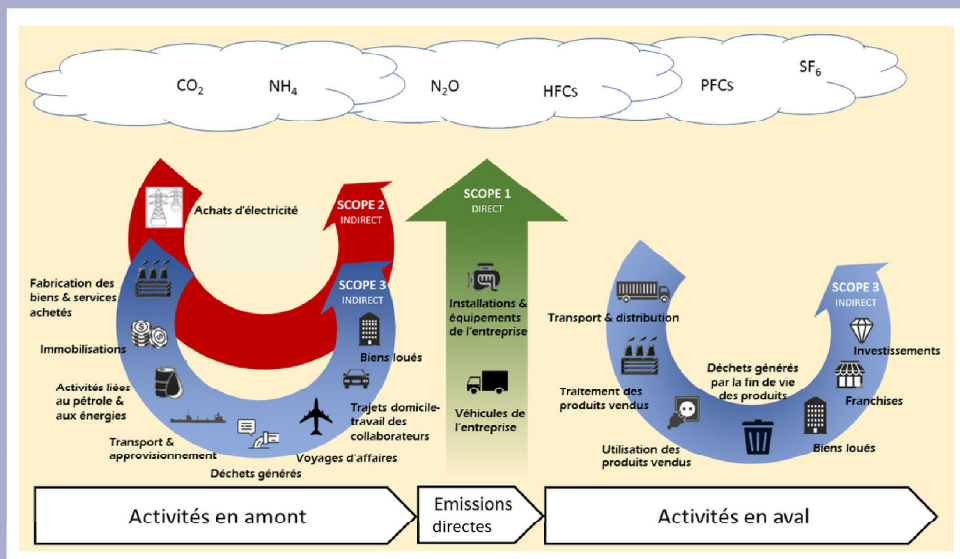 CO₂
NH₄
N₂O
HFCs
PFCs
SF₆
Achats d'électricité
SCOPE 2
INDIRECT
SCOPE 1
DIRECT
Fabrication des
biens & services
achetés
Immobilisations
Activités liées
au pétrole &
aux énergies
Transport &
approvisionnement
Déchets générés
Voyages d'affaires
Trajets domicile-
travail des
collaborateurs
Biens loués
SCOPE 3
INDIRECT
Installations &
équipements
de l'entreprise
Véhicules de
l'entreprise
Transport & distribution
Traitement des
produits vendus
Utilisation des
produits vendus
Déchets générés
par la fin de vie
des produits
Biens loués
Franchises
Investissements
SCOPE 3
INDIRECT
Activités en amont
Emissions
directes
Activités en aval